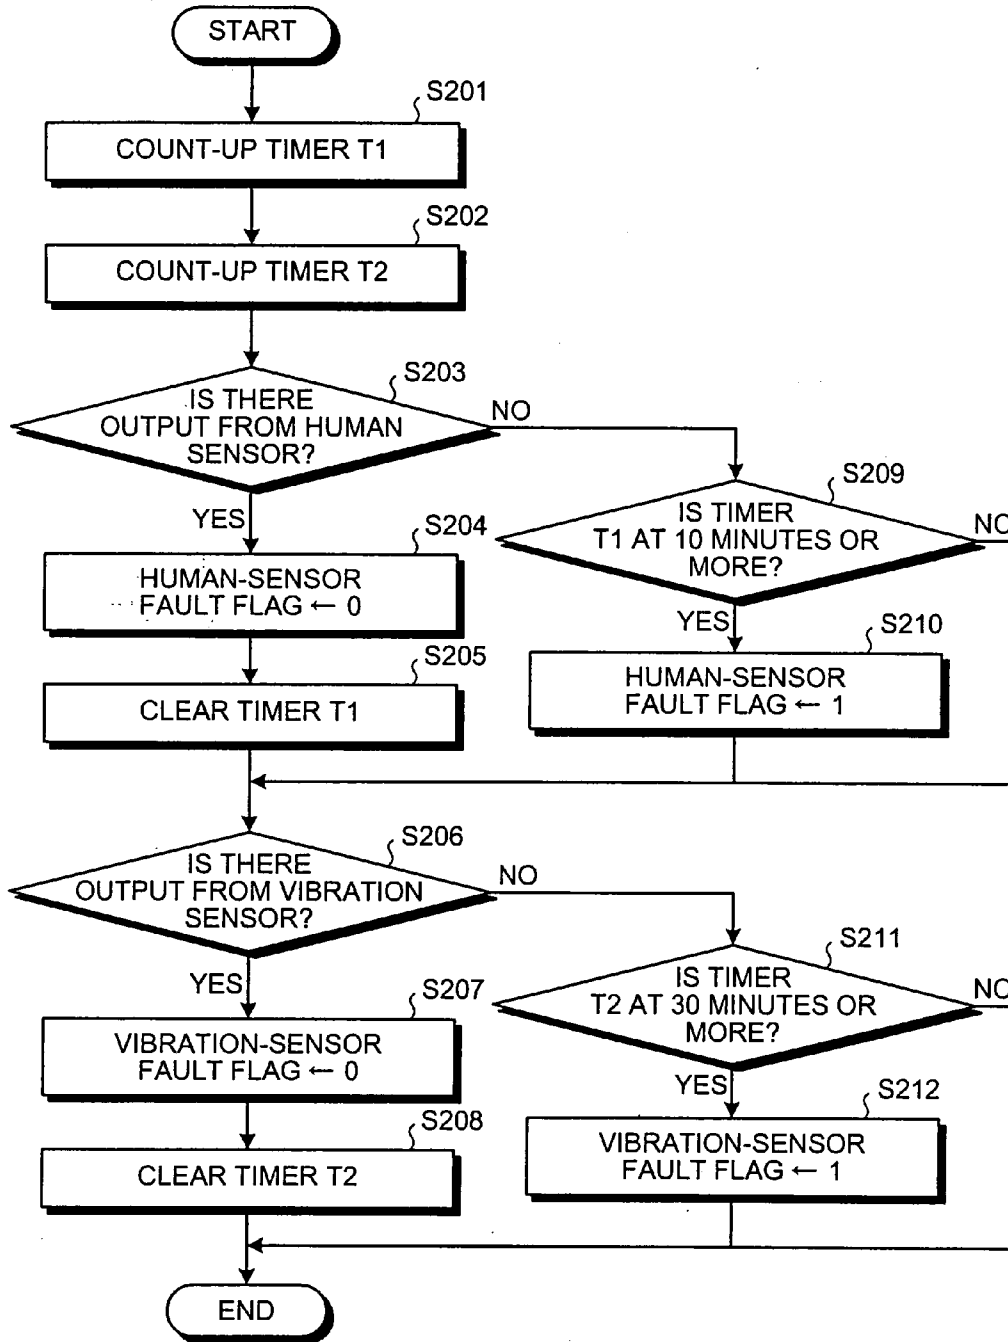 START
S201
COUNT-UP TIMER T1
S202
COUNT-UP TIMER T2
S203
IS THERE
OUTPUT FROM HUMAN
SENSOR?
NO
YES
S204
HUMAN-SENSOR
FAULT FLAG ← 0
S205
CLEAR TIMER T1
S209
IS TIMER
T1 AT 10 MINUTES OR
MORE?
NO
YES
S210
HUMAN-SENSOR
FAULT FLAG ← 1
S206
IS THERE
OUTPUT FROM VIBRATION
SENSOR?
NO
YES
S207
VIBRATION-SENSOR
FAULT FLAG ← 0
S208
CLEAR TIMER T2
S211
IS TIMER
T2 AT 30 MINUTES OR
MORE?
NO
YES
S212
VIBRATION-SENSOR
FAULT FLAG ← 1
END